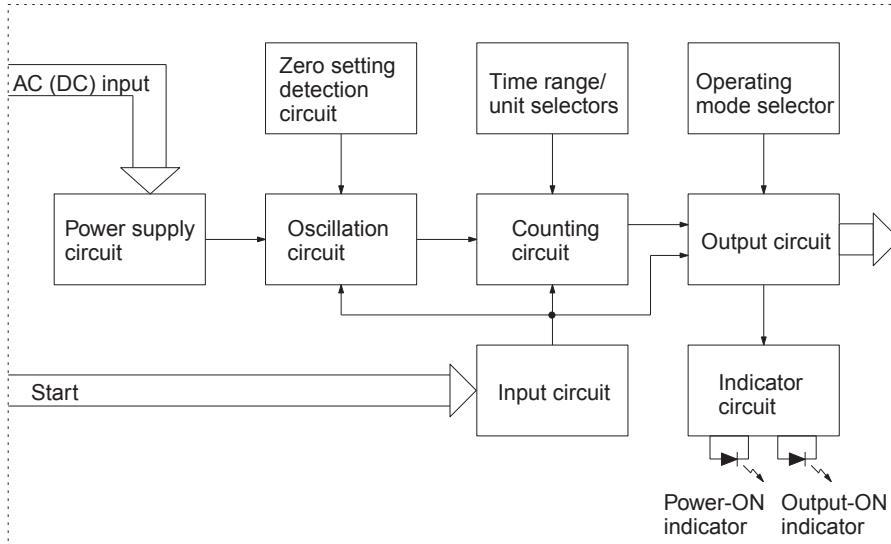 AC (DC) input
Zero setting
detection
circuit
Time range/
unit selectors
Operating
mode selector
Power supply
circuit
Oscillation
circuit
Counting
circuit
Output circuit
Start
Input circuit
Indicator
circuit
Power-ON
indicator
Output-ON
indicator